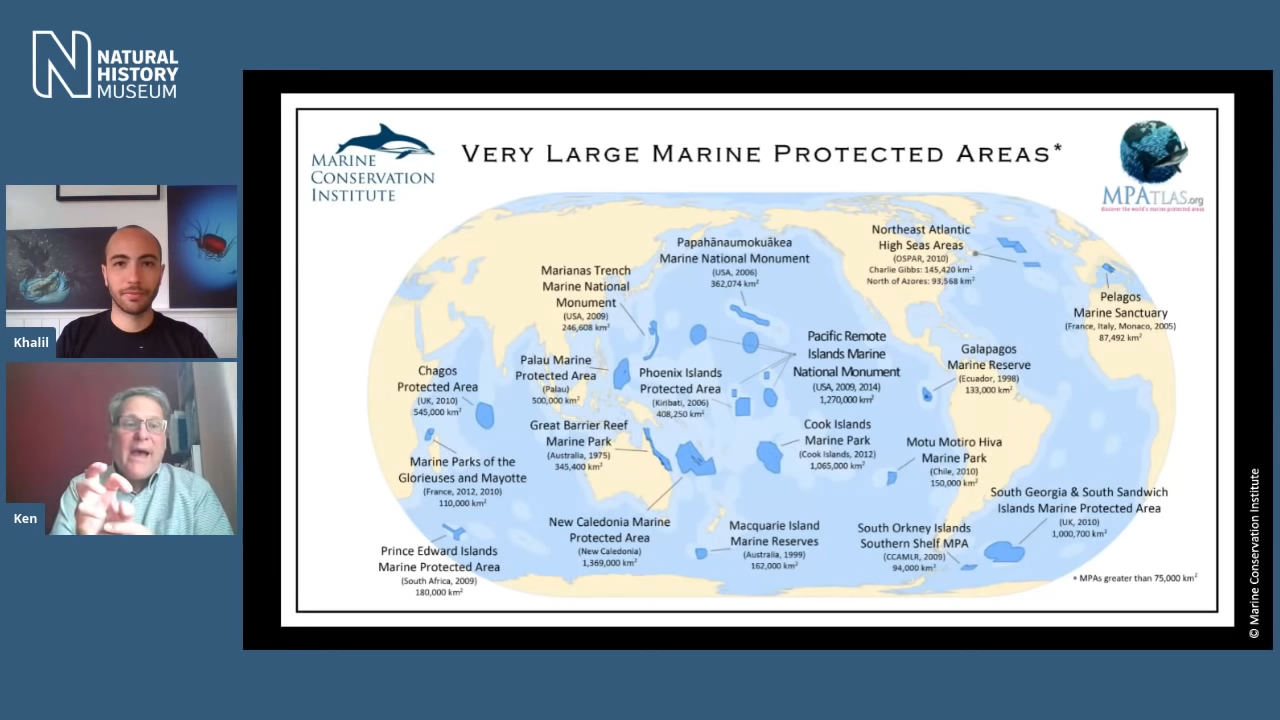 NATURAL
HISTORY
MUSEUM
Khalil
Ken
MARINE
CONSERVATION
INSTITUTE
VERY LARGE MARINE PROTECTED AREAS*
MPATLAS.org
discover the world's marine protected areas
Papahānaumokuākea
Marine National Monument
(USA, 2006)
362,074 km²
Northeast Atlantic
High Seas Areas
(OSPAR, 2010)
Charlie Gibbs: 145,420 km²
North of Azores: 93,568 km²
Marianas Trench
Marine National
Monument
(USA, 2009)
246,608 km²
Pelagos
Marine Sanctuary
(France, Italy, Monaco, 2005)
87,492 km²
Pacific Remote
Islands Marine
National Monument
(USA, 2009, 2014)
1,270,000 km²
Galapagos
Marine Reserve
(Ecuador, 1998)
133,000 km²
Palau Marine
Protected Area
(Palau)
500,000 km²
Phoenix Islands
Protected Area
(Kiribati, 2006)
408,250 km²
Chagos
Protected Area
(UK, 2010)
545,000 km²
Great Barrier Reef
Marine Park
(Australia, 1975)
345,400 km²
Cook Islands
Marine Park
(Cook Islands, 2012)
1,065,000 km²
Motu Motiro Hiva
Marine Park
(Chile, 2010)
150,000 km²
Marine Parks of the
Glorieuses and Mayotte
(France, 2012, 2010)
110,000 km²
South Georgia & South Sandwich
Islands Marine Protected Area
(UK, 2010)
1,000,700 km²
New Caledonia Marine
Protected Area
(New Caledonia)
1,369,000 km²
Macquarie Island
Marine Reserves
(Australia, 1999)
162,000 km²
South Orkney Islands
Southern Shelf MPA
(CCAMLR, 2009)
94,000 km²
Prince Edward Islands
Marine Protected Area
(South Africa, 2009)
180,000 km²
* MPAs greater than 75,000 km²
© Marine Conservation Institute